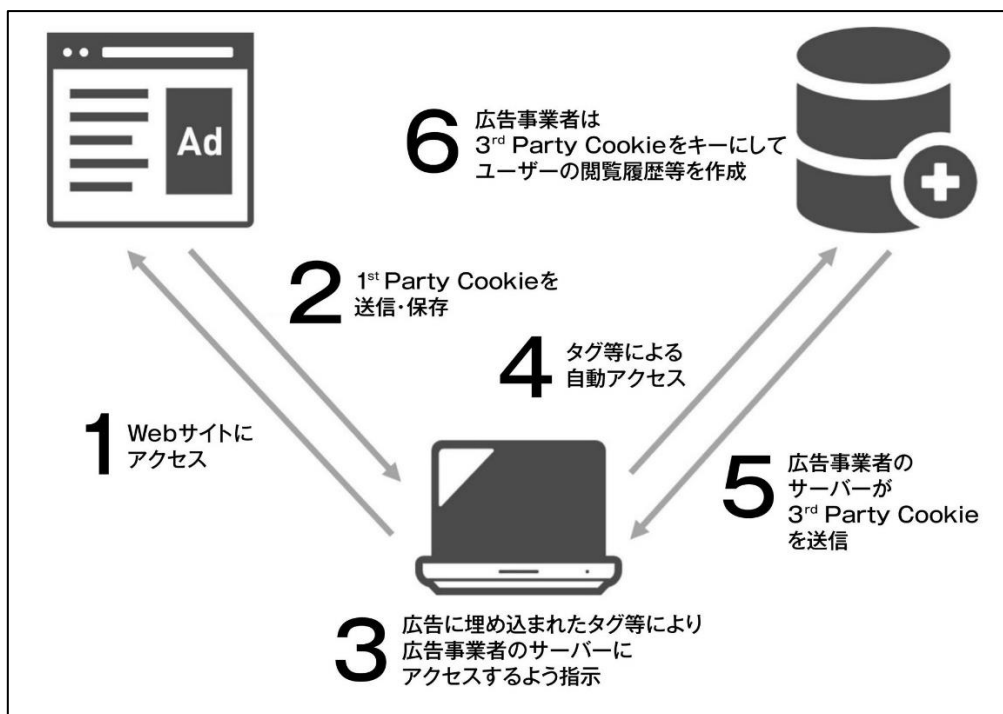 Ad
1
Webサイトに
アクセス
2
1st Party Cookieを
送信・保存
3
広告に埋め込まれたタグ等により
広告事業者のサーバーに
アクセスするよう指示
4
タグ等による
自動アクセス
5
広告事業者の
サーバーが
3rd Party Cookie
を送信
6
広告事業者は
3rd Party Cookieをキーにして
ユーザーの閲覧履歴等を作成